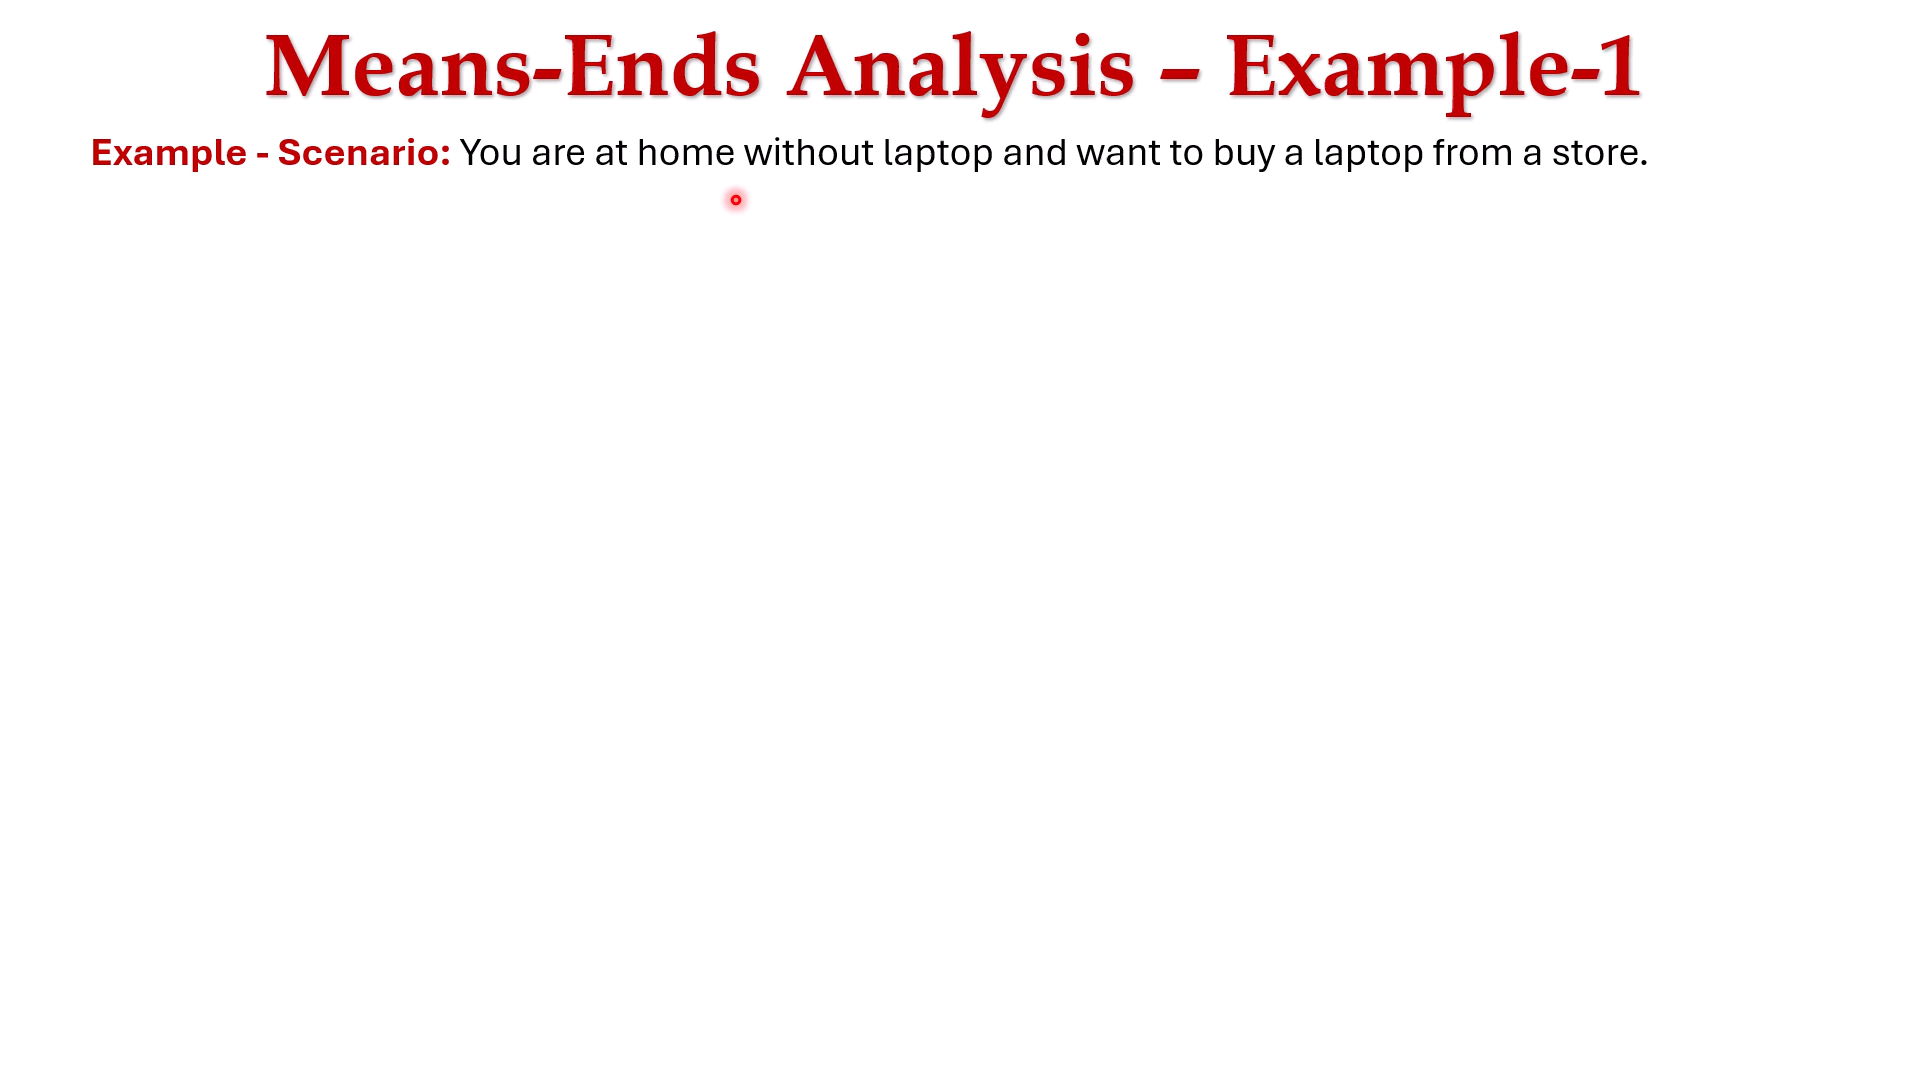 Means-Ends Analysis – Example-1
Example - Scenario: You are at home without laptop and want to buy a laptop from a store.